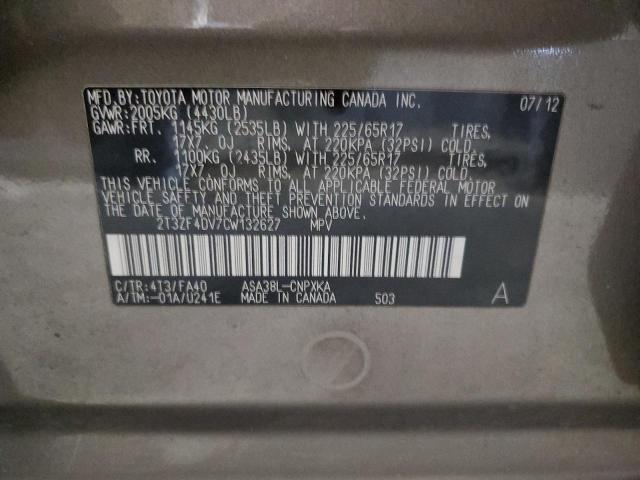 MFD. BY: TOYOTA MOTOR MANUFACTURING CANADA INC. 07/12
GVWR: 2005KG (4430LB)
GAWR: FRT. 1145KG (2535LB) WITH 225/65R17 TIRES,
17X7. 0J RIMS, AT 220KPA (32PSI) COLD.
RR. 1100KG (2435LB) WITH 225/65R17 TIRES,
17X7. 0J RIMS, AT 220KPA (32PSI) COLD.
THIS VEHICLE CONFORMS TO ALL APPLICABLE FEDERAL MOTOR
VEHICLE SAFETY AND THEFT PREVENTION STANDARDS IN EFFECT ON
THE DATE OF MANUFACTURE SHOWN ABOVE.
2T3ZF4DV7CW132627 MPV
C/TR: 4T3/FA40 ASA38L-CNPXKA
A/TM: -01A/U241E MADE IN CANADA 503 A